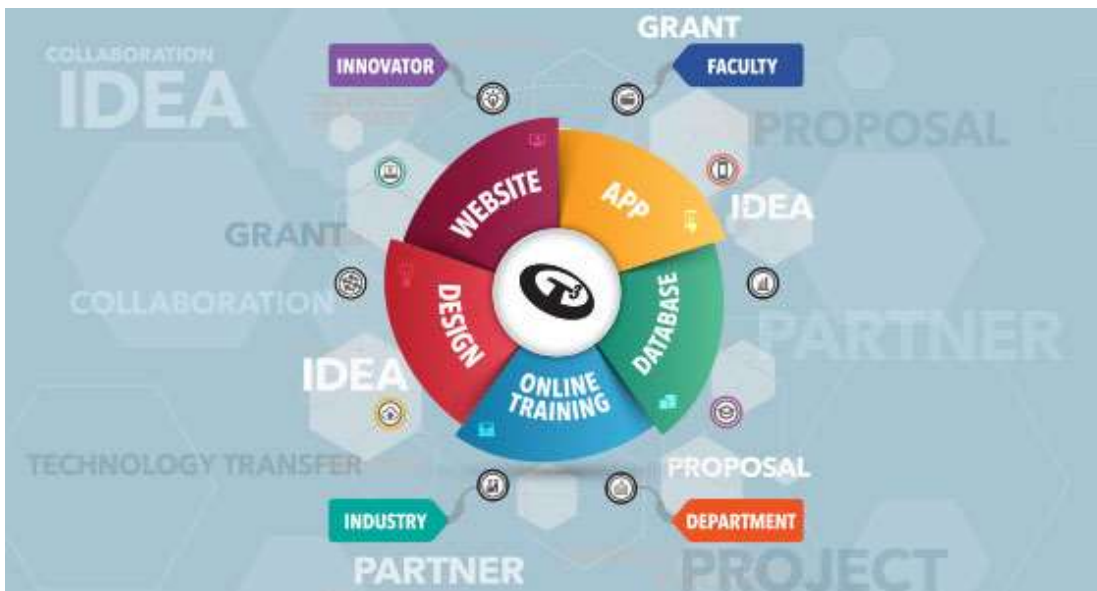 GRANT
COLLABORATION
IDEA
INNOVATOR
FACULTY
PROPOSAL
WEBSITE
APP
IDEA
GRANT
COLLABORATION
DESIGN
DATABASE
PARTNER
IDEA
ONLINE
TRAINING
TECHNOLOGY TRANSFER
PROPOSAL
INDUSTRY
DEPARTMENT
PARTNER
PROJECT